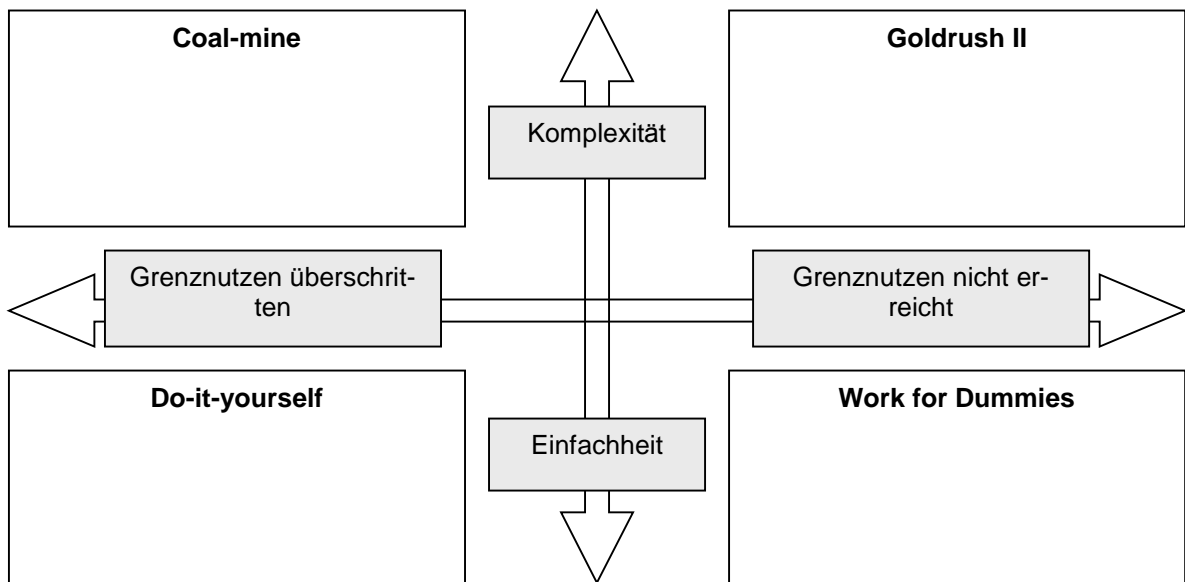 Coal-mine
Goldrush II
Komplexität
Grenznutzen überschrit-
ten
Grenznutzen nicht er-
reicht
Do-it-yourself
Work for Dummies
Einfachheit